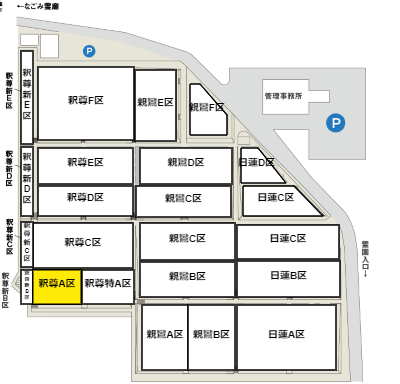 ←なごみ霊廟
P
釈尊新E区
釈尊F区
親鸞E区
親鸞F区
管理事務所
P
釈尊新E区
釈尊新D区
釈尊E区
親鸞D区
日蓮D区
釈尊新D区
釈尊D区
親鸞C区
日蓮C区
釈尊新C区
釈尊C区
親鸞C区
日蓮C区
釈尊新C区
親鸞B区
日蓮B区
霊園入口→
釈尊新B区
釈尊A区
釈尊特A区
親鸞A区
親鸞B区
日蓮A区